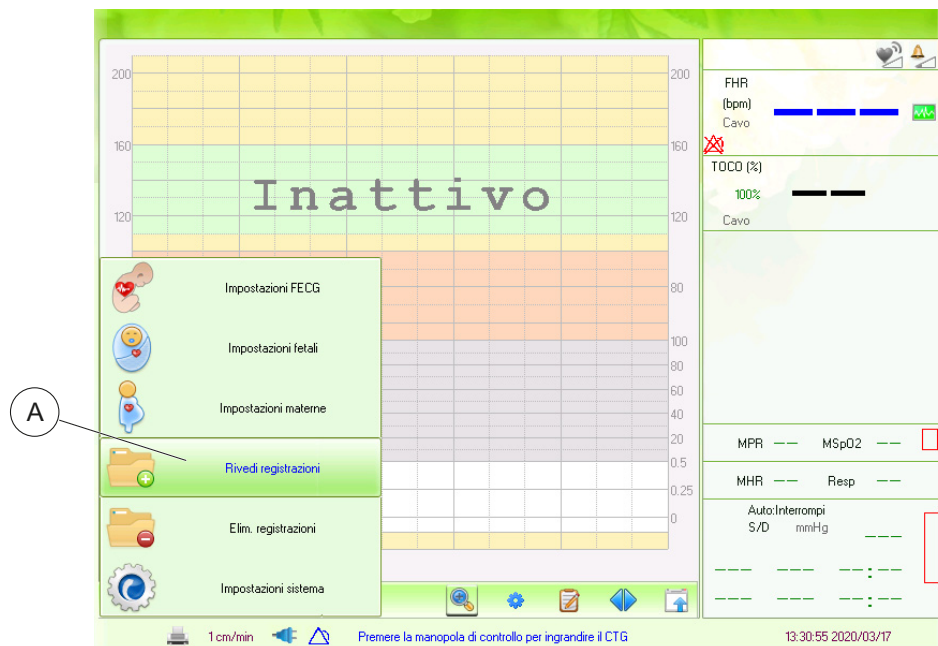 200
160
120
Inattivo
200
160
120
80
100
80
60
40
20
0.5
0.25
0
Impostazioni FECG
Impostazioni fetali
Impostazioni materne
A
Rivedi registrazioni
Elim. registrazioni
Impostazioni sistema
FHR
(bpm)
Cavo
TOCO (%)
100%
Cavo
MPR -- MSpO2 --
MHR -- Resp --
Auto:Interrompi
S/D mmHg ---
--- ---:--
--- ---:--
1 cm/min
Premere la manopola di controllo per ingrandire il CTG
13:30:55 2020/03/17